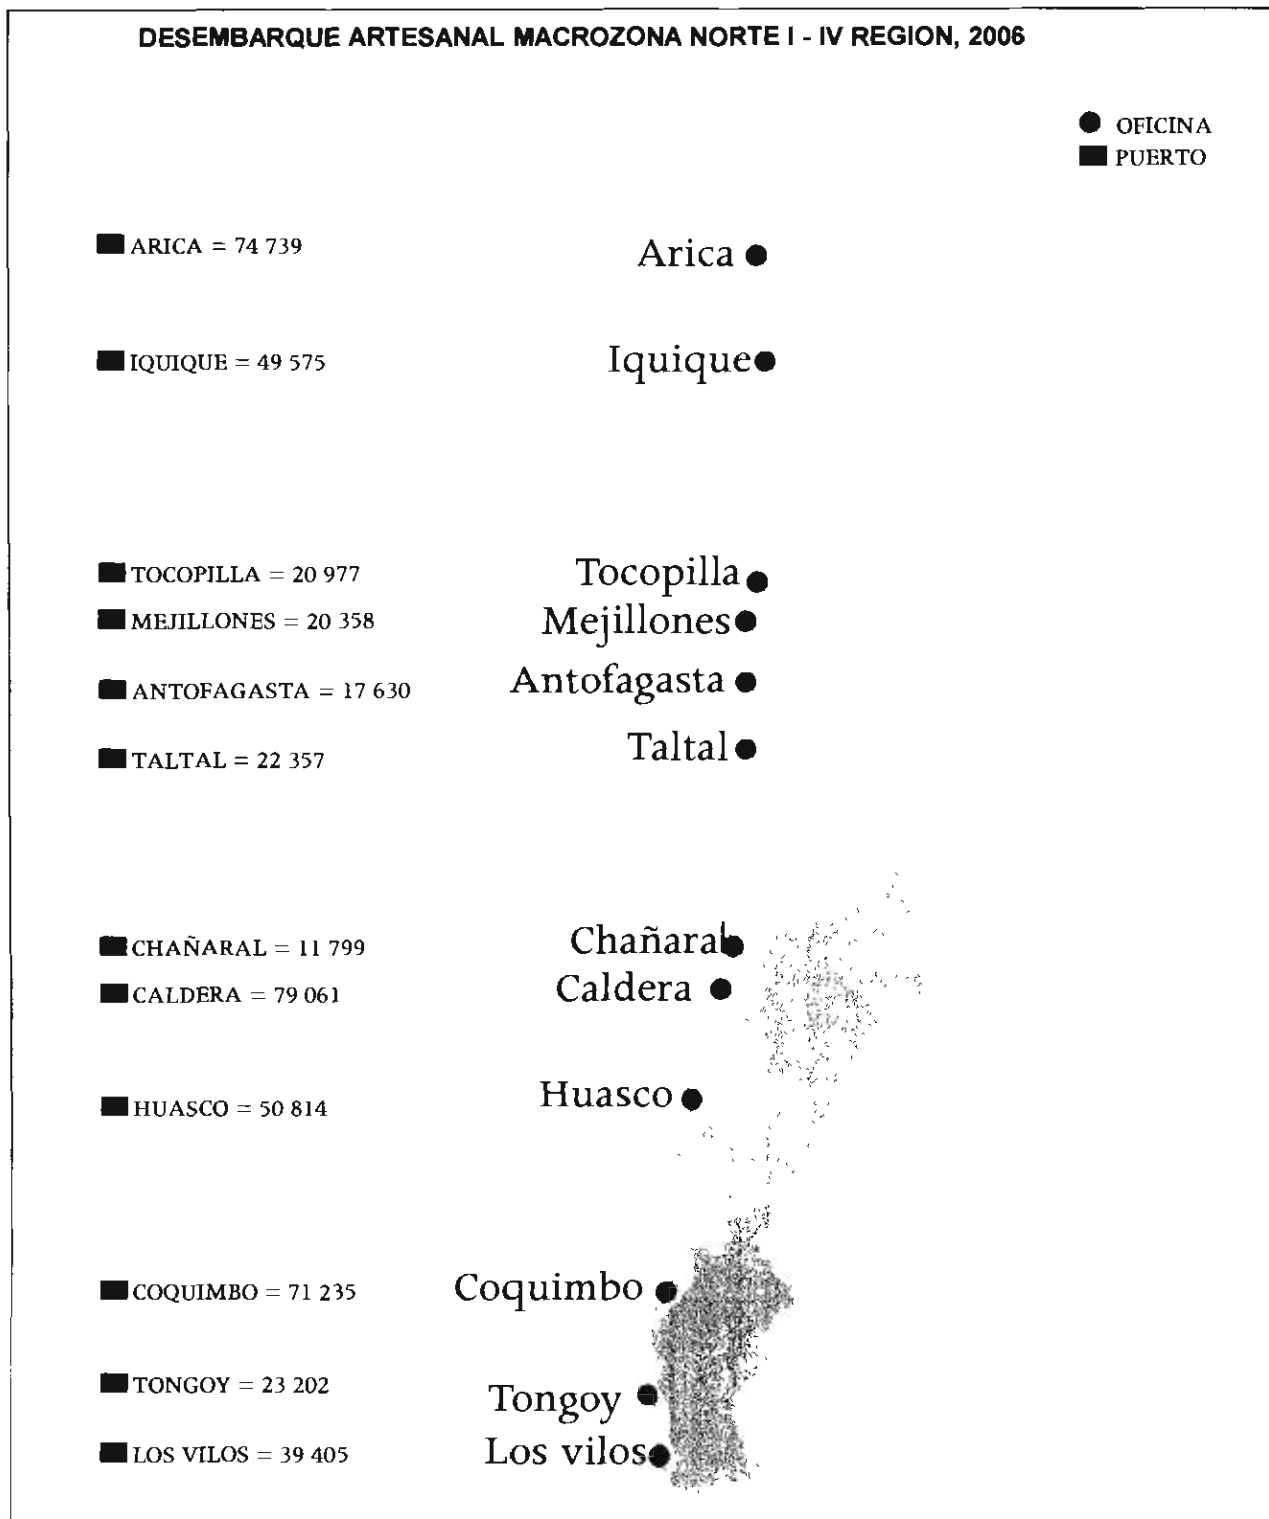 DESEMBARQUE ARTESANAL MACROZONA NORTE I - IV REGION, 2006
OFICINA
PUERTO
ARICA = 74 739
Arica
IQUIQUE = 49 575
Iquique
TOCOPILLA = 20 977
Tocopilla
MEJILLONES = 20 358
Mejillones
ANTOFAGASTA = 17 630
Antofagasta
TALTAL = 22 357
Taltal
CHAÑARAL = 11 799
Chañaral
CALDERA = 79 061
Caldera
HUASCO = 50 814
Huasco
COQUIMBO = 71 235
Coquimbo
TONGOY = 23 202
Tongoy
LOS VILOS = 39 405
Los vilos